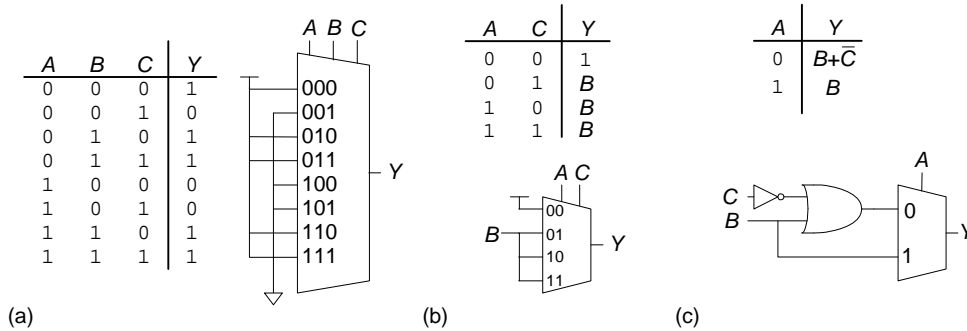 A B C Y
0 0 0 1
0 0 1 0
0 1 0 1
0 1 1 1
1 0 0 0
1 0 1 0
1 1 0 1
1 1 1 1
A B C
000
001
010
011
100
101
110
111
Y
(a)
A C Y
0 0 1
0 1 B
1 0 B
1 1 B
A C
00
01
10
11
B
Y
(b)
A Y
0 B+C̅
1 B
A
C
B
0
1
Y
(c)